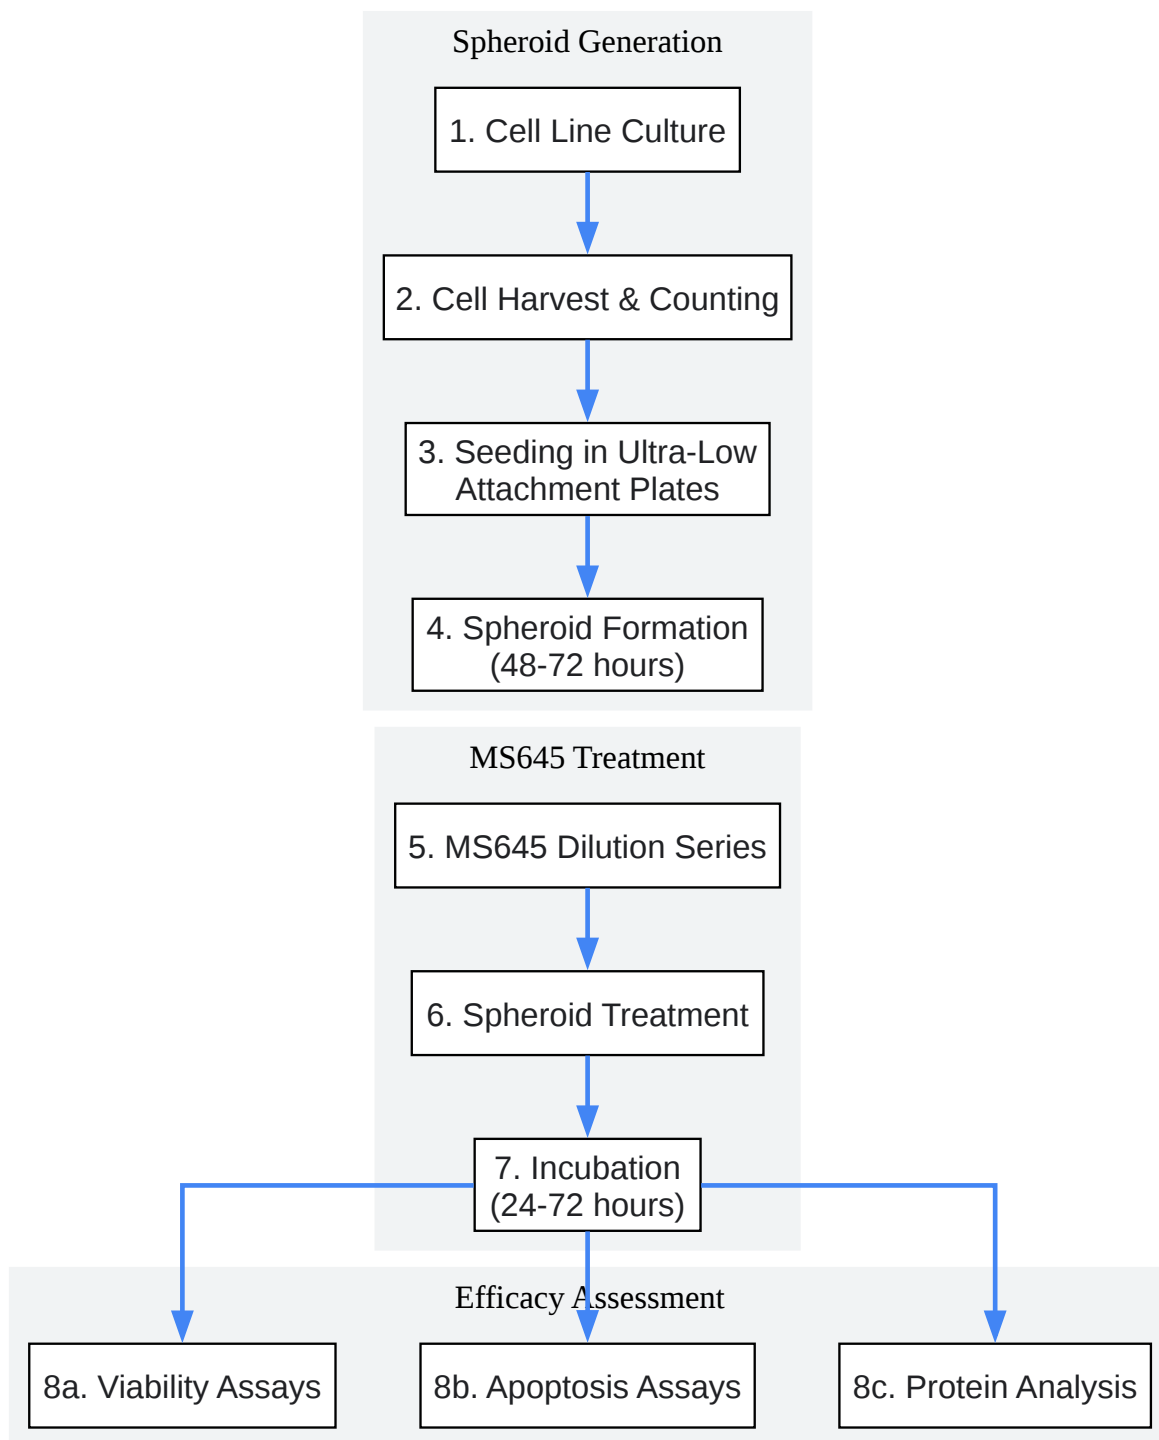 Spheroid Generation
1. Cell Line Culture
2. Cell Harvest & Counting
3. Seeding in Ultra-Low
Attachment Plates
4. Spheroid Formation
(48-72 hours)
MS645 Treatment
5. MS645 Dilution Series
6. Spheroid Treatment
7. Incubation
(24-72 hours)
Efficacy Assessment
8a. Viability Assays
8b. Apoptosis Assays
8c. Protein Analysis